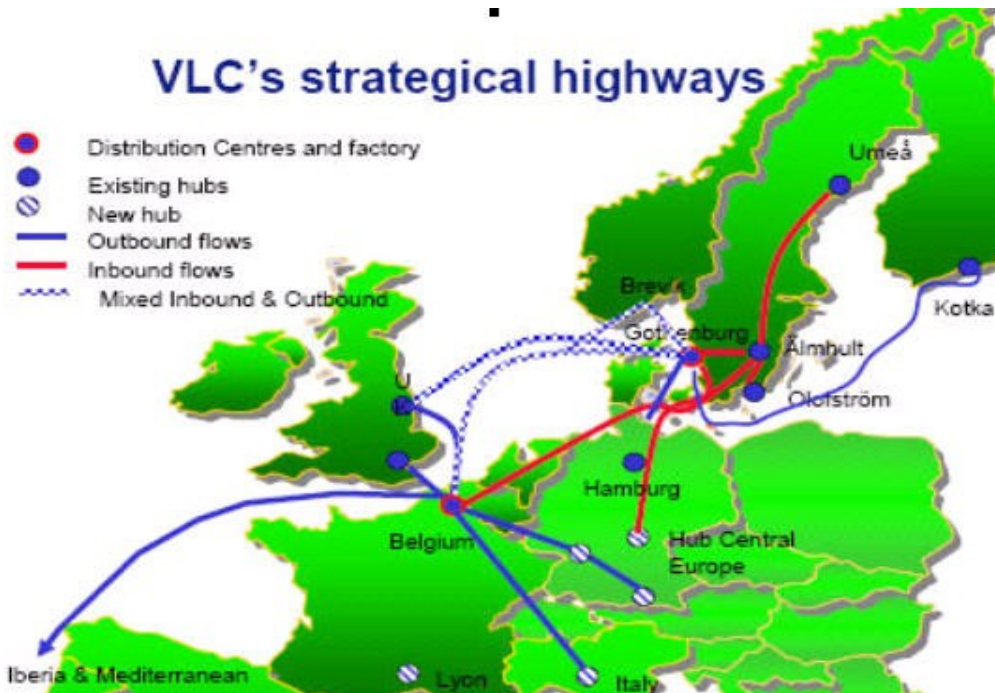 VLC's strategical highways
Distribution Centres and factory
Existing hubs
New hub
Outbound flows
Inbound flows
Mixed Inbound & Outbound
Umeå
Brevik
Kotka
Gothenburg
Älmhult
Olofström
U
Hamburg
Belgium
Hub Central
Europe
Iberia & Mediterranean
Lyon
Italy